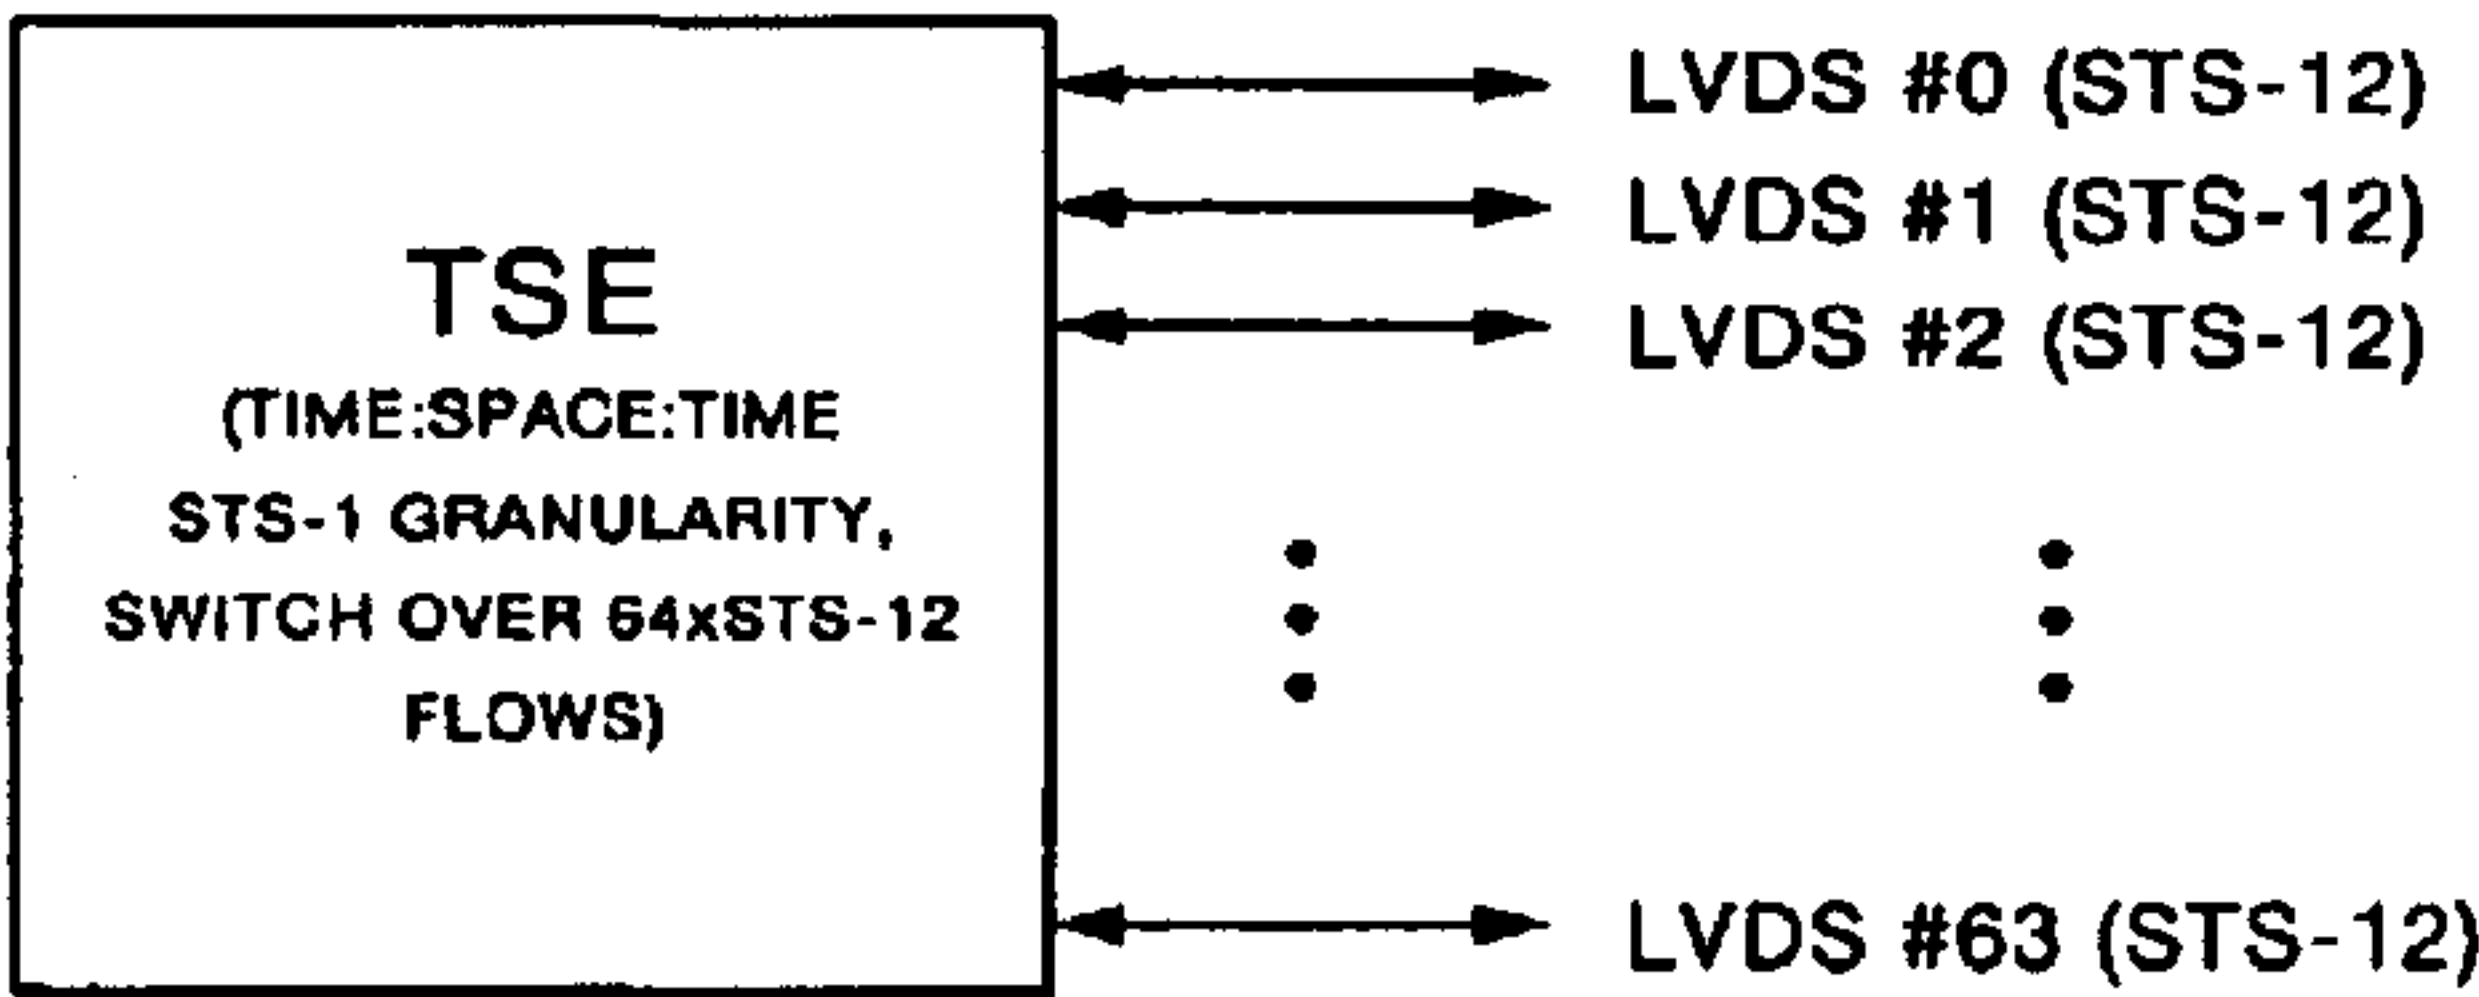 TSE
(TIME:SPACE:TIME
STS-1 GRANULARITY,
SWITCH OVER 64xSTS-12
FLOWS)
LVDS #0 (STS-12)
LVDS #1 (STS-12)
LVDS #2 (STS-12)
LVDS #63 (STS-12)